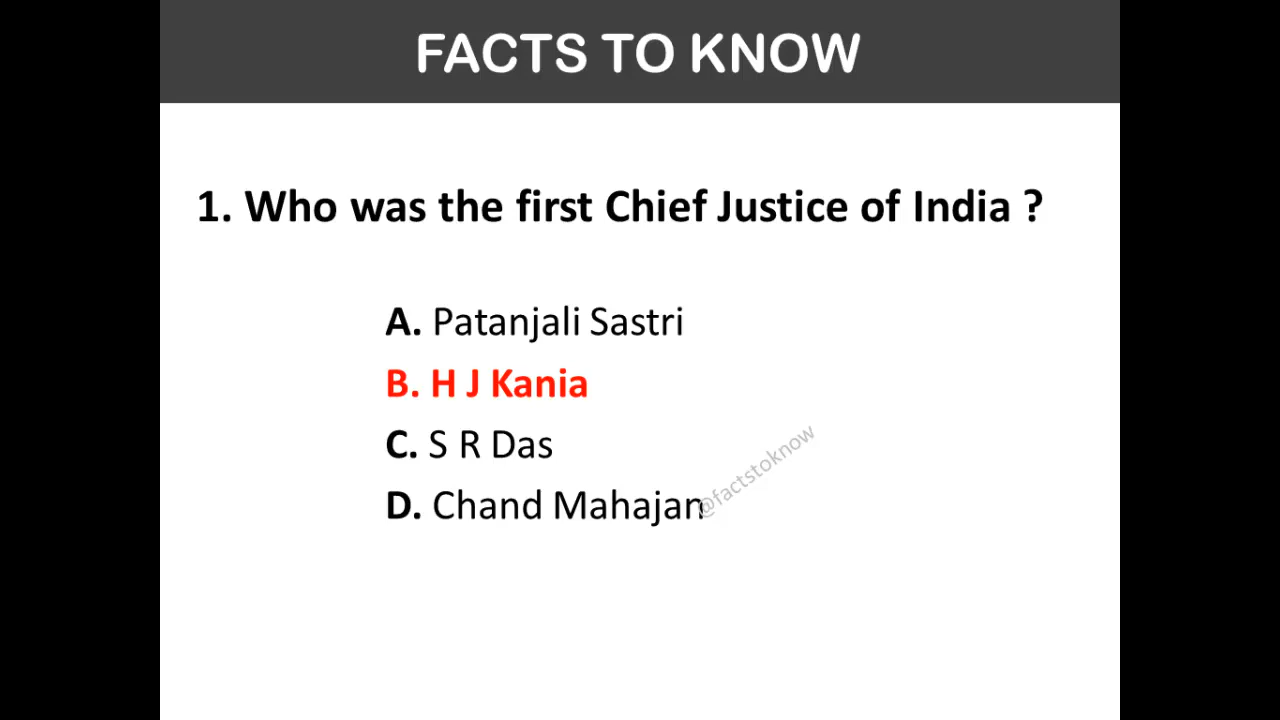 FACTS TO KNOW
1. Who was the first Chief Justice of India ?
A. Patanjali Sastri
B. H J Kania
C. S R Das
D. Chand Mahajan
@factstoknow